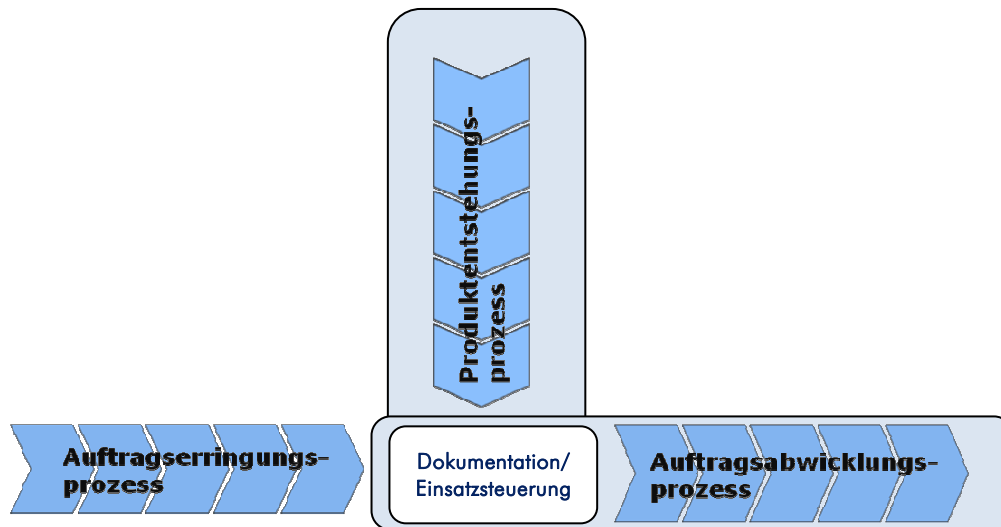 Produktentstehungs-
prozess
Auftragserringungs-
prozess
Dokumentation/
Einsatzsteuerung
Auftragsabwicklungs-
prozess